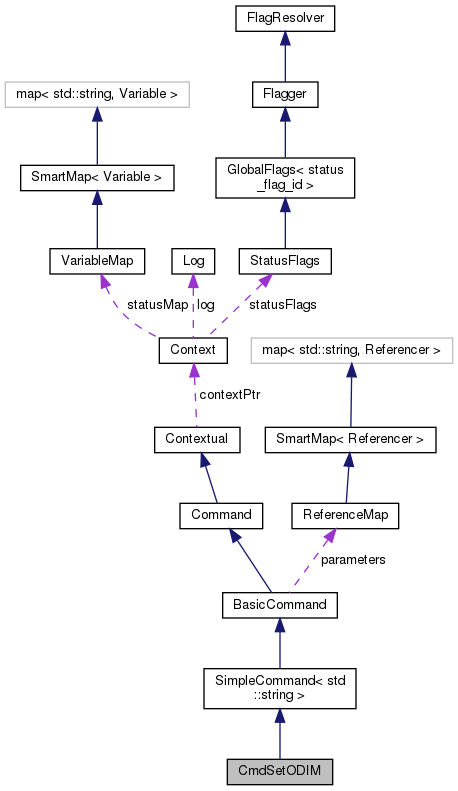 FlagResolver
map< std::string, Variable >
Flagger
SmartMap< Variable >
GlobalFlags< status
_flag_id >
VariableMap
Log
StatusFlags
statusMap
log
statusFlags
Context
map< std::string, Referencer >
contextPtr
Contextual
SmartMap< Referencer >
Command
ReferenceMap
parameters
BasicCommand
SimpleCommand< std
::string >
CmdSetODIM